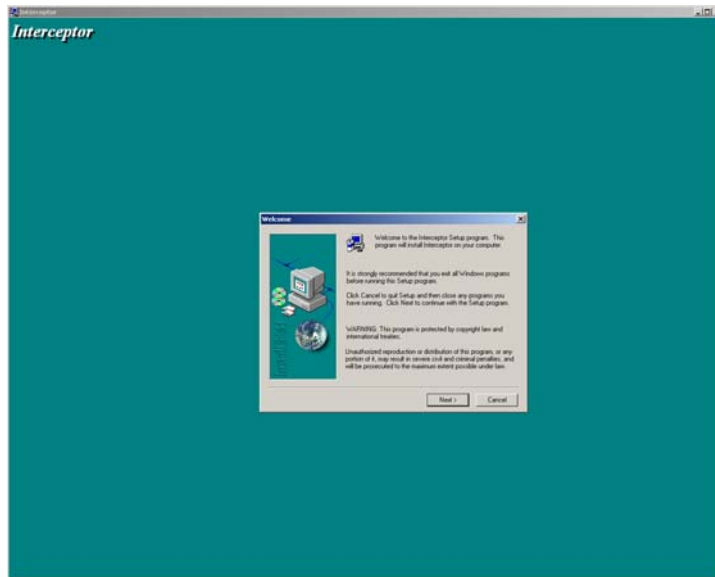 Interceptor
Interceptor
Welcome
Welcome to the Interceptor Setup program. This
program will install Interceptor on your computer.
It is strongly recommended that you exit all Windows programs
before running this Setup program.
Click Cancel to quit Setup and then close any programs you
have running. Click Next to continue with the Setup program.
WARNING: This program is protected by copyright law and
international treaties.
Unauthorized reproduction or distribution of this program, or any
portion of it, may result in severe civil and criminal penalties, and
will be prosecuted to the maximum extent possible under law.
Next >
Cancel